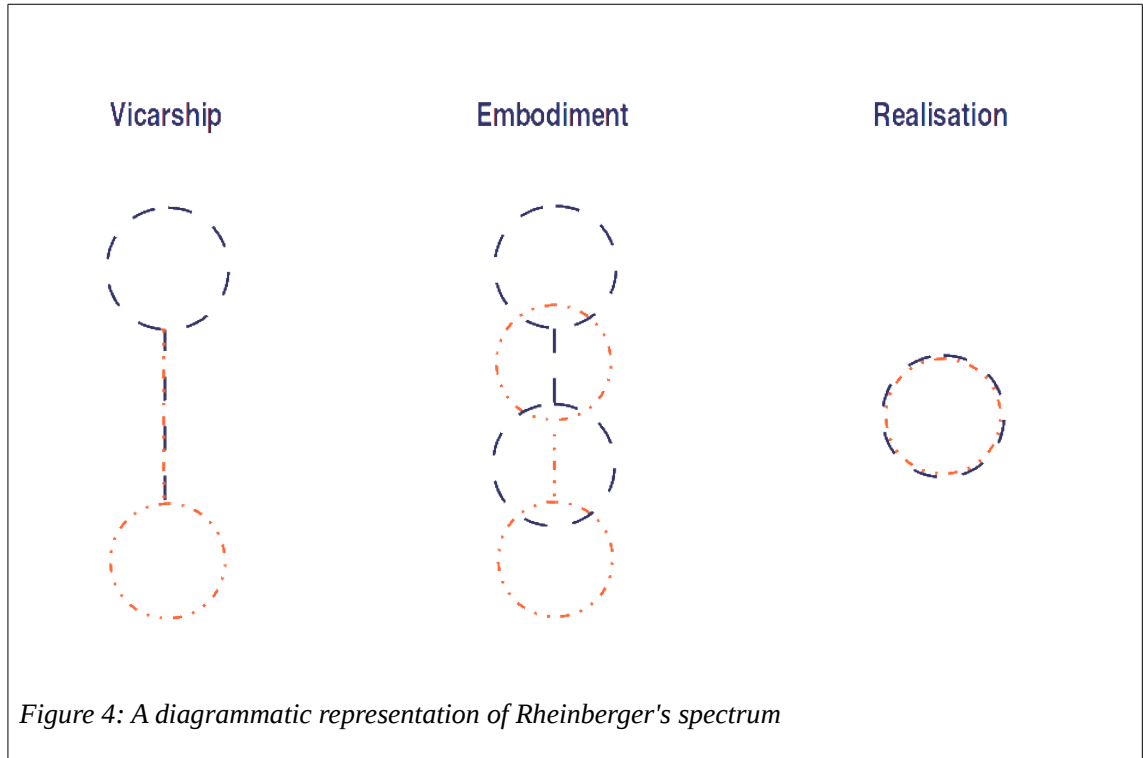 Vicarship Embodiment Realisation
Figure 4: A diagrammatic representation of Rheinberger's spectrum